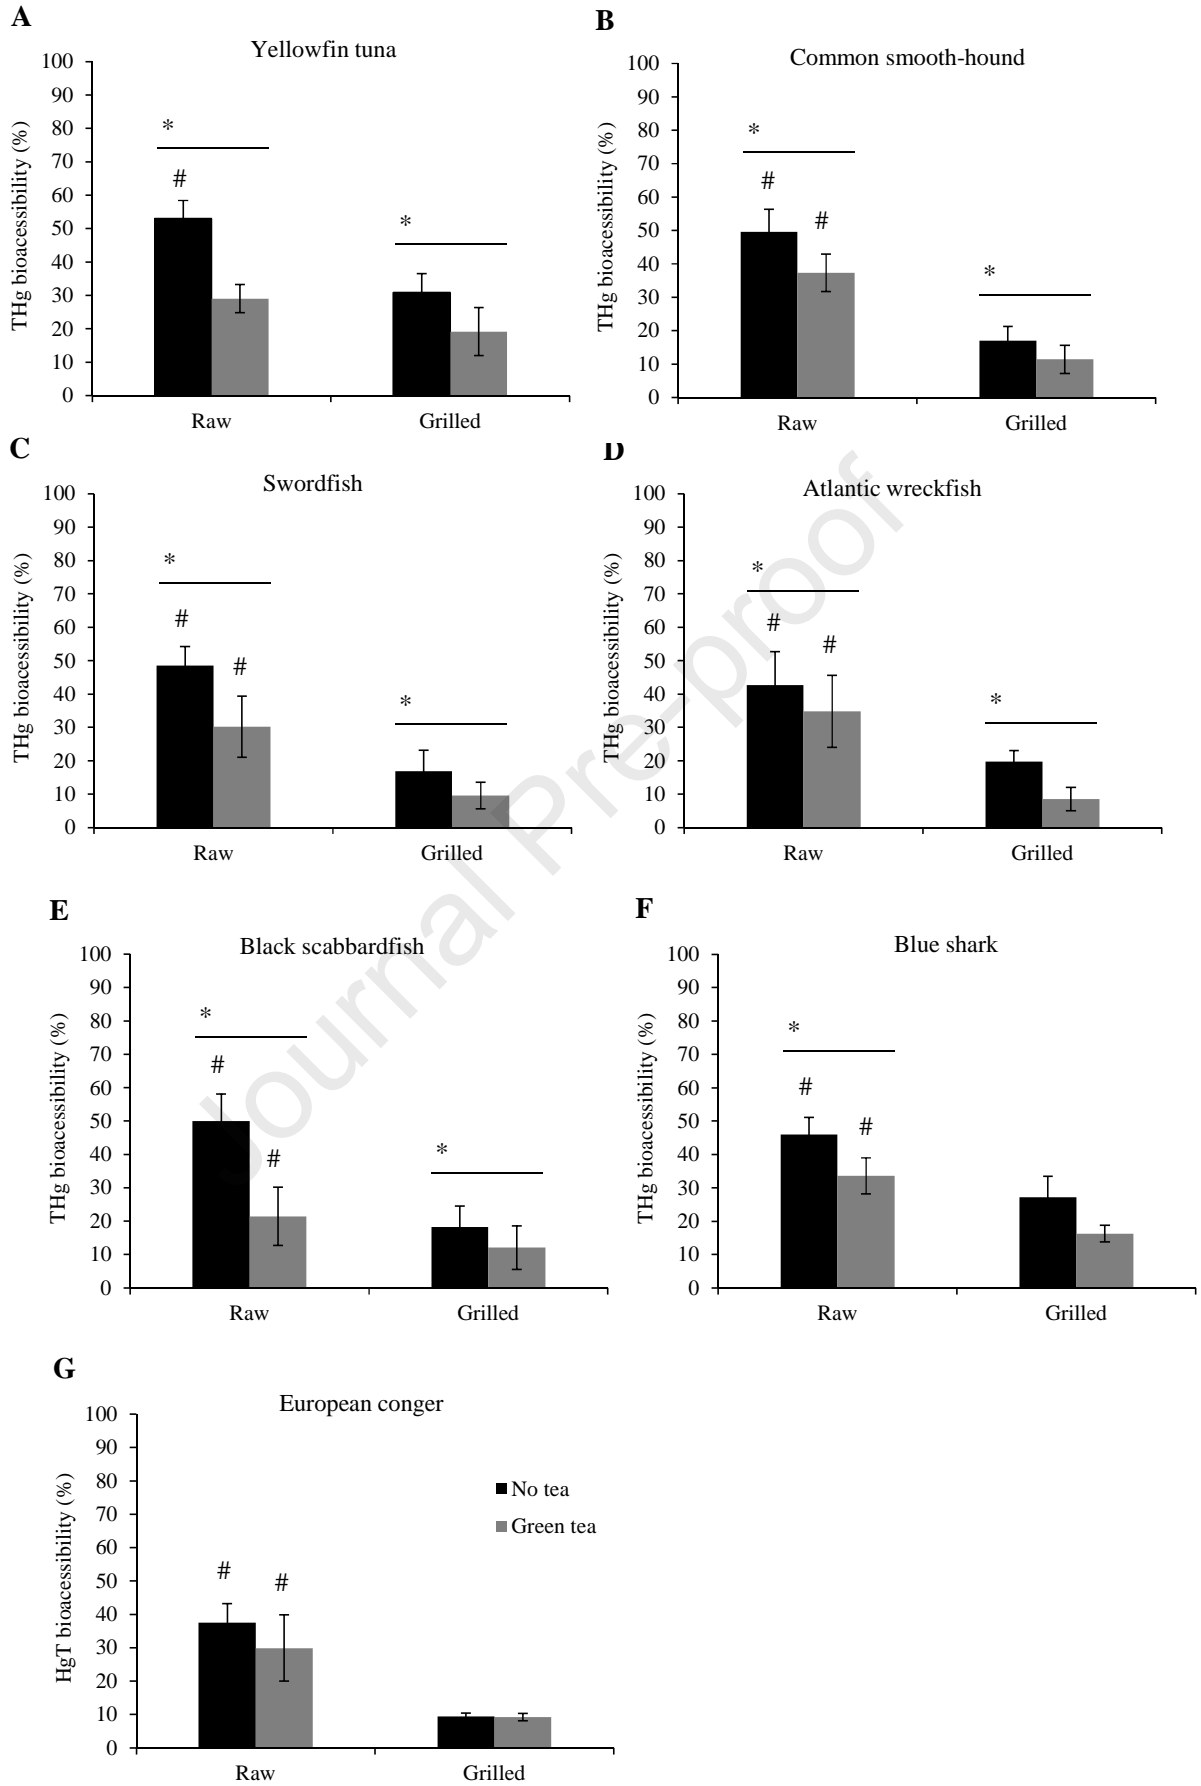 A
Yellowfin tuna
THg bioacessibility (%)
100
90
80
70
60
50
40
30
20
10
0
*
#
*
Raw
Grilled
B
Common smooth-hound
THg bioacessibility (%)
100
90
80
70
60
50
40
30
20
10
0
*
#
#
*
Raw
Grilled
C
Swordfish
THg bioacessibility (%)
100
90
80
70
60
50
40
30
20
10
0
*
#
#
*
Raw
Grilled
D
Atlantic wreckfish
THg bioacessibility (%)
100
90
80
70
60
50
40
30
20
10
0
*
#
#
*
Raw
Grilled
E
Black scabbardfish
THg bioacessibility (%)
100
90
80
70
60
50
40
30
20
10
0
*
#
#
*
Raw
Grilled
F
Blue shark
THg bioacessibility (%)
100
90
80
70
60
50
40
30
20
10
0
*
#
#
Raw
Grilled
G
European conger
HgT bioacessibility (%)
100
90
80
70
60
50
40
30
20
10
0
#
#
No tea
Green tea
Raw
Grilled
Journal Pre-proof